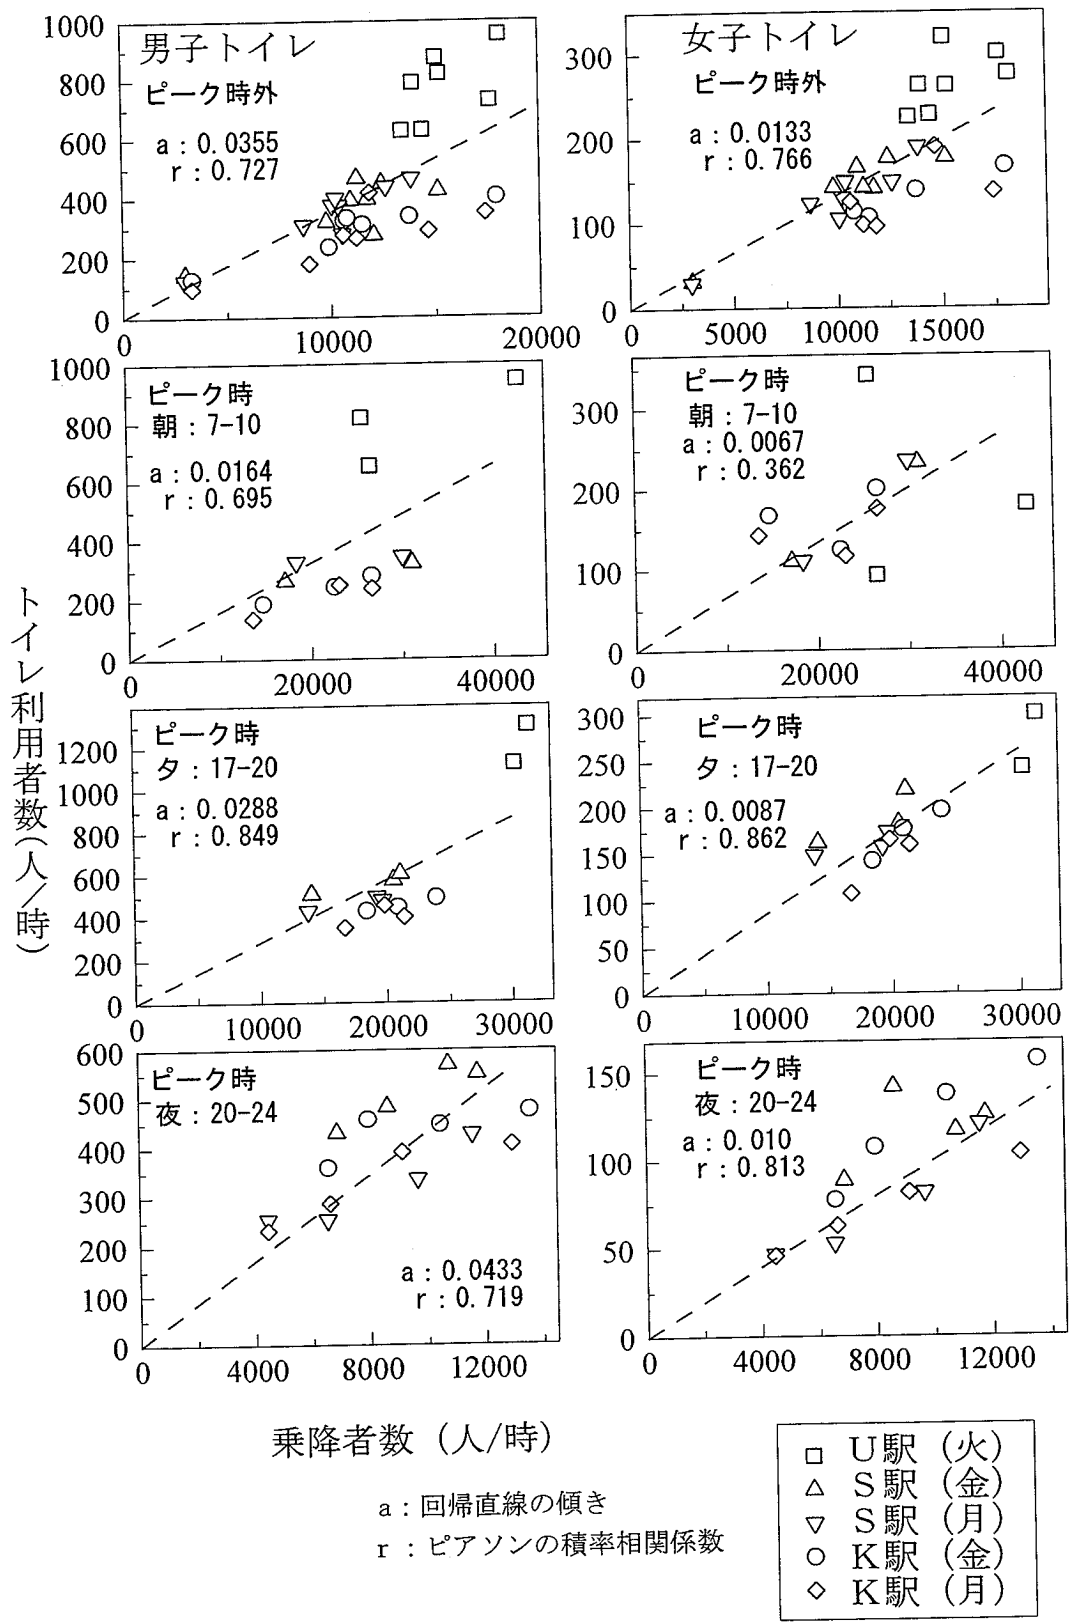 トイレ利用者数(人/時)
男子トイレ
ピーク時外
a:0.0355
r:0.727
1000
800
600
400
200
0
0 10000 20000
女子トイレ
ピーク時外
a:0.0133
r:0.766
300
200
100
0
0 5000 10000 15000
ピーク時
朝:7-10
a:0.0164
r:0.695
1000
800
600
400
200
0
0 20000 40000
ピーク時
朝:7-10
a:0.0067
r:0.362
300
200
100
0
0 20000 40000
ピーク時
夕:17-20
a:0.0288
r:0.849
1200
1000
800
600
400
200
0
0 10000 20000 30000
ピーク時
夕:17-20
a:0.0087
r:0.862
300
250
200
150
100
50
0
0 10000 20000 30000
ピーク時
夜:20-24
a:0.0433
r:0.719
600
500
400
300
200
100
0
0 4000 8000 12000
ピーク時
夜:20-24
a:0.010
r:0.813
150
100
50
0
0 4000 8000 12000
乗降者数(人/時)
a:回帰直線の傾き
r:ピアソンの積率相関係数
□ U駅(火)
△ S駅(金)
▽ S駅(月)
○ K駅(金)
◇ K駅(月)